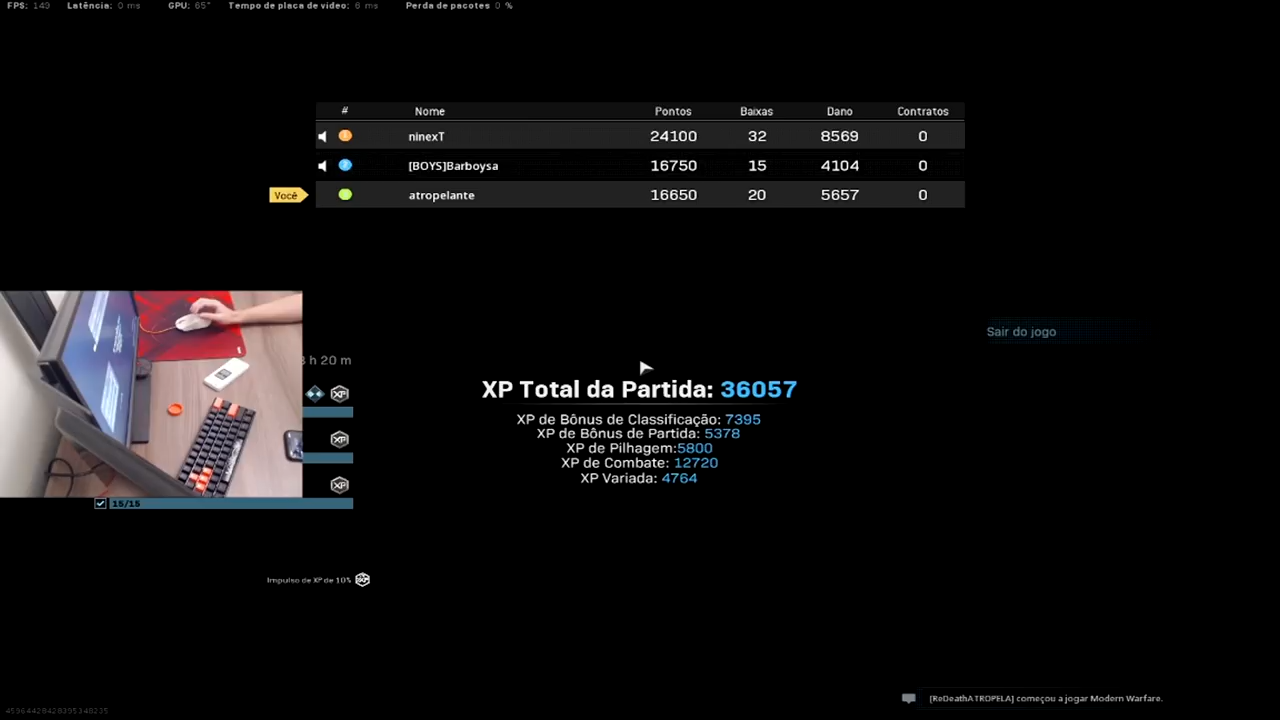 FPS: 149 Latência: 0 ms GPU: 65° Tempo de placa de vídeo: 6 ms Perda de pacotes 0 %
# Nome Pontos Baixas Dano Contratos
ninexT 24100 32 8569 0
[BOYS]Barboysa 16750 15 4104 0
Você atropelante 16650 20 5657 0
Sair do jogo
h 20 m
XP Total da Partida: 36057
XP de Bônus de Classificação: 7395
XP de Bônus de Partida: 5378
XP de Pilhagem:5800
XP de Combate: 12720
XP Variada: 4764
XP
XP
XP
15/15
Impulso de XP de 10%
[ReDeathATROPELA] começou a jogar Modern Warfare.